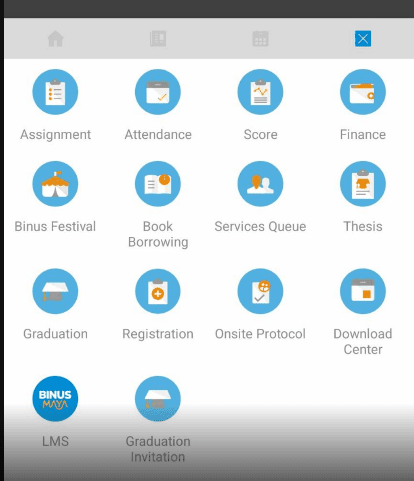 Assignment Attendance Score Finance
Binus Festival Book Borrowing Services Queue Thesis
Graduation Registration Onsite Protocol Download Center
BINUS
MAYA
LMS Graduation Invitation